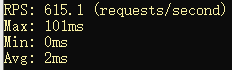 RPS: 615.1 (requests/second)
Max: 101ms
Min: 0ms
Avg: 2ms